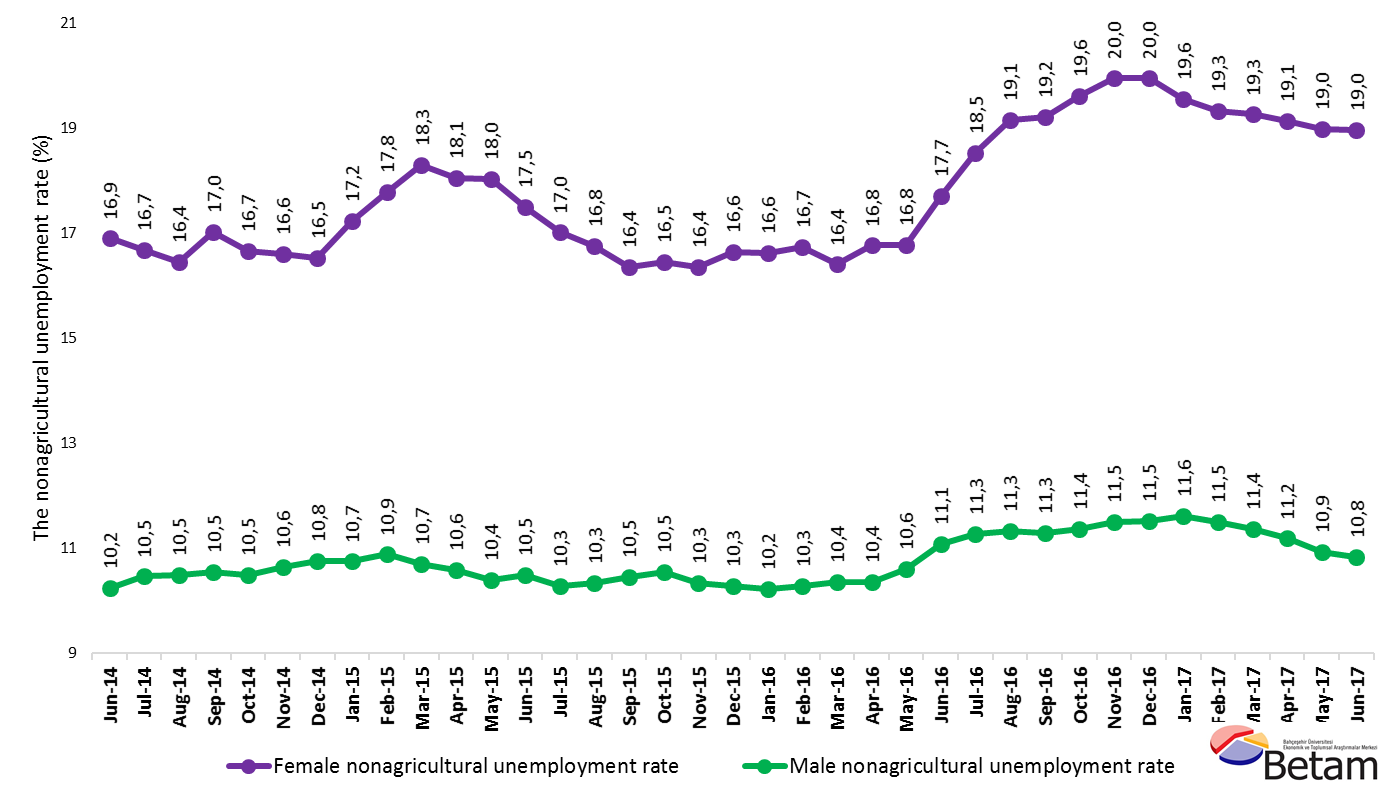 The nonagricultural unemployment rate (%)
21
19
17
15
13
11
9
16,9 16,7 16,4 17,0 16,7 16,6 16,5 17,2 17,8 18,3 18,1 18,0 17,5 17,0 16,8 16,4 16,5 16,4 16,6 16,6 16,7 16,4 16,8 16,8 17,7 18,5 19,1 19,2 19,6 20,0 20,0 19,6 19,3 19,3 19,1 19,0 19,0
10,2 10,5 10,5 10,5 10,5 10,6 10,8 10,7 10,9 10,7 10,6 10,4 10,5 10,3 10,3 10,5 10,5 10,3 10,3 10,2 10,3 10,4 10,4 10,6 11,1 11,3 11,3 11,3 11,4 11,5 11,5 11,6 11,5 11,4 11,2 10,9 10,8
Jun-14 Jul-14 Aug-14 Sep-14 Oct-14 Nov-14 Dec-14 Jan-15 Feb-15 Mar-15 Apr-15 May-15 Jun-15 Jul-15 Aug-15 Sep-15 Oct-15 Nov-15 Dec-15 Jan-16 Feb-16 Mar-16 Apr-16 May-16 Jun-16 Jul-16 Aug-16 Sep-16 Oct-16 Nov-16 Dec-16 Jan-17 Feb-17 Mar-17 Apr-17 May-17 Jun-17
Female nonagricultural unemployment rate
Male nonagricultural unemployment rate
Bahçeşehir Üniversitesi
Ekonomik ve Toplumsal Araştırmalar Merkezi
Betam